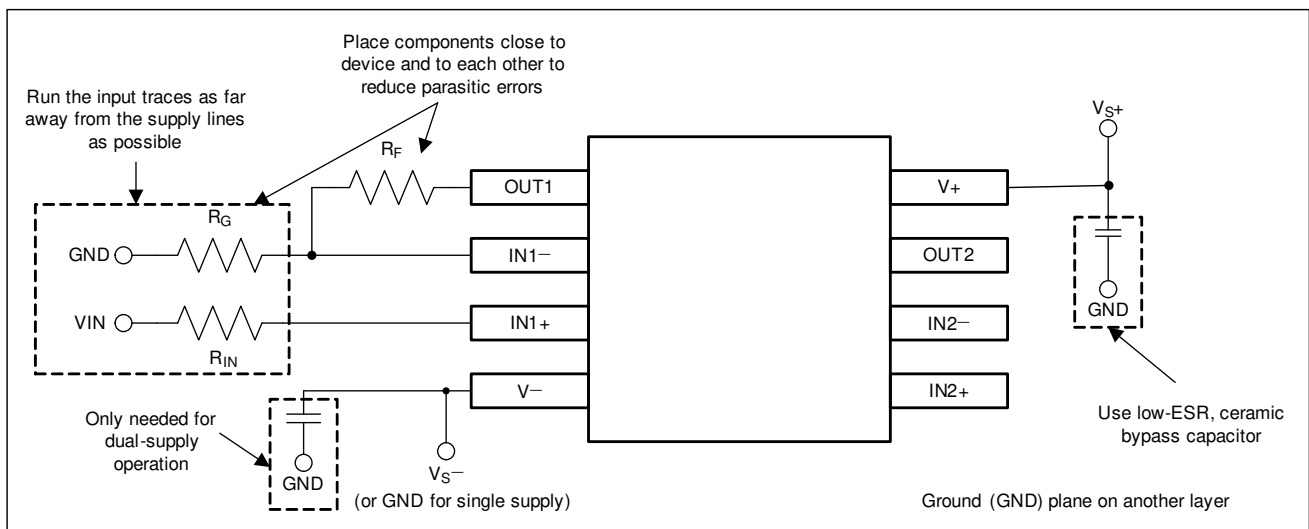 Place components close to
device and to each other to
reduce parasitic errors
Run the input traces as far
away from the supply lines
as possible
VS+
RF
OUT1
V+
RG
GND
IN1−
OUT2
GND
VIN
IN1+
IN2−
RIN
V−
IN2+
Only needed for
dual-supply
operation
GND
VS−
(or GND for single supply)
Use low-ESR, ceramic
bypass capacitor
Ground (GND) plane on another layer